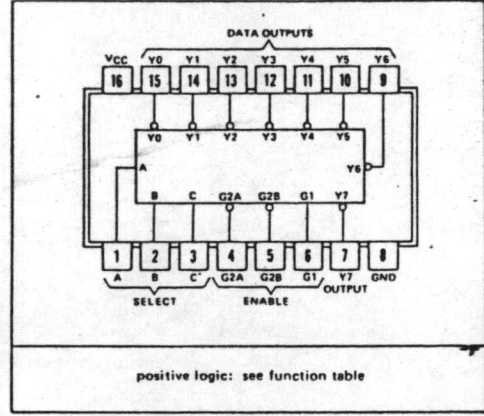 DATA OUTPUTS
VCC Y0 Y1 Y2 Y3 Y4 Y5 Y6
16 15 14 13 12 11 10 9
Y0 Y1 Y2 Y3 Y4 Y5
A Y6
B C G2A G2B G1 Y7
1 2 3 4 5 6 7 8
A B C G2A G2B G1 Y7 GND
SELECT ENABLE OUTPUT
positive logic: see function table